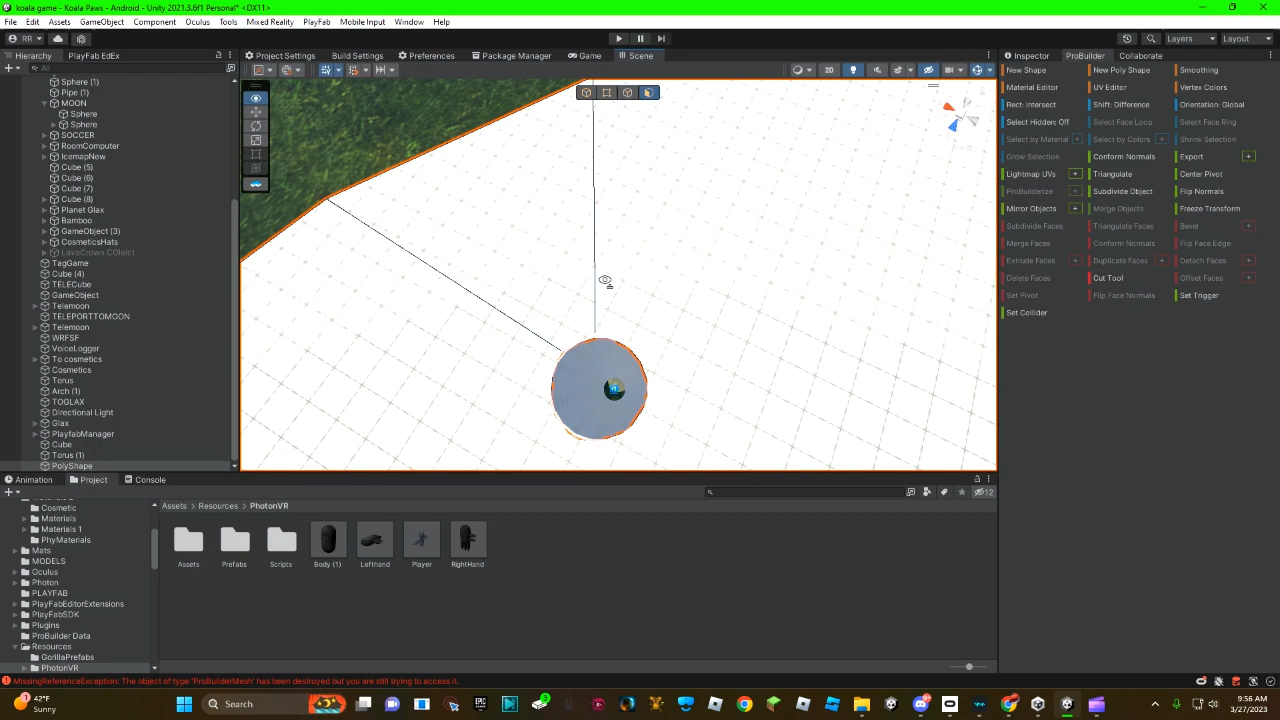 koala game - Koala Paws - Android - Unity 2021.3.6f1 Personal* <DX11>
File Edit Assets GameObject Component Oculus Tools Mixed Reality PlayFab Mobile Input Window Help
RR Layers Layout
Hierarchy PlayFab EdEx Project Settings Build Settings Preferences Package Manager Game Scene Inspector ProBuilder Collaborate
All 2D
Sphere (1)
Pipe (1)
MOON
Sphere
Sphere
SOCCER
RoomComputer
IcemapNew
Cube (5)
Cube (6)
Cube (7)
Cube (8)
Planet Glax
Bamboo
GameObject (3)
CosmeticsHats
LavaCrown COlelct
TagGame
Cube (4)
TELECube
GameObject
Telemoon
TELEPORTTOMOON
Telemoon
WRFSF
VoiceLogger
To cosmetics
Cosmetics
Torus
Arch (1)
TOGLAX
Directional Light
Glax
PlayfabManager
Cube
Torus (1)
PolyShape
New Shape New Poly Shape Smoothing
Material Editor UV Editor Vertex Colors
Rect: Intersect Shift: Difference Orientation: Global
Select Hidden: Off Select Face Loop Select Face Ring
Select by Material + Select by Colors + Shrink Selection
Grow Selection Conform Normals Export +
Lightmap UVs + Triangulate Center Pivot
ProBuilderize + Subdivide Object Flip Normals
Mirror Objects + Merge Objects Freeze Transform
Subdivide Faces Triangulate Faces Bevel +
Merge Faces Conform Normals Flip Face Edge
Extrude Faces + Duplicate Faces + Detach Faces +
Delete Faces Cut Tool Offset Faces +
Set Pivot Flip Face Normals Set Trigger
Set Collider
Animation Project Console
12
Cosmetic
Materials
Materials 1
PhyMaterials
Mats
MODELS
Oculus
Photon
PLAYFAB
PlayFabEditorExtensions
PlayFabSDK
Plugins
ProBuilder Data
Resources
GorillaPrefabs
PhotonVR
Assets > Resources > PhotonVR
Assets Prefabs Scripts Body (1) Lefthand Player RightHand
MissingReferenceException: The object of type 'ProBuilderMesh' has been destroyed but you are still trying to access it.
42°F
Sunny
Search
9:56 AM
3/27/2023